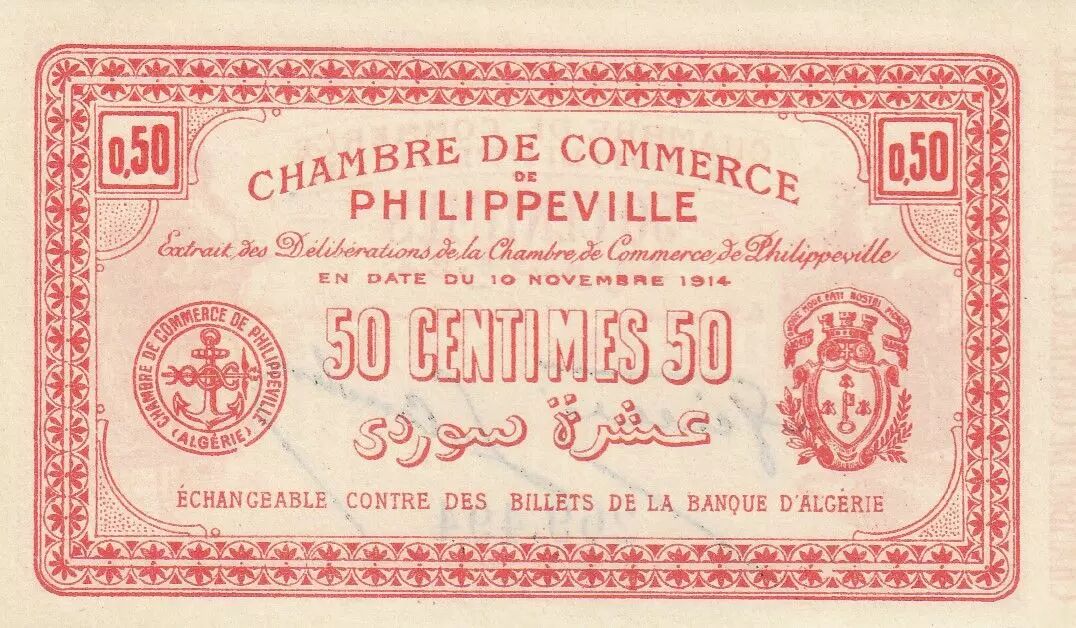 0,50
0,50
CHAMBRE DE COMMERCE
DE
PHILIPPEVILLE
Extrait des Délibérations de la Chambre de Commerce de Philippeville
EN DATE DU 10 NOVEMBRE 1914
50 CENTIMES 50
عشرة سوردي
CHAMBRE DE COMMERCE DE PHILIPPEVILLE
(ALGÉRIE)
ÉCHANGEABLE CONTRE DES BILLETS DE LA BANQUE D'ALGÉRIE